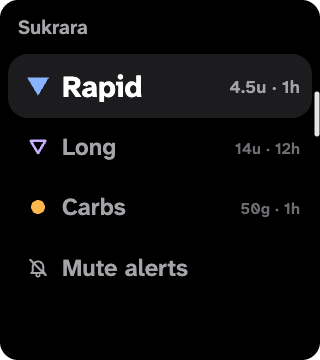 Sukrara
Rapid 4.5u · 1h
Long 14u · 12h
Carbs 50g · 1h
Mute alerts